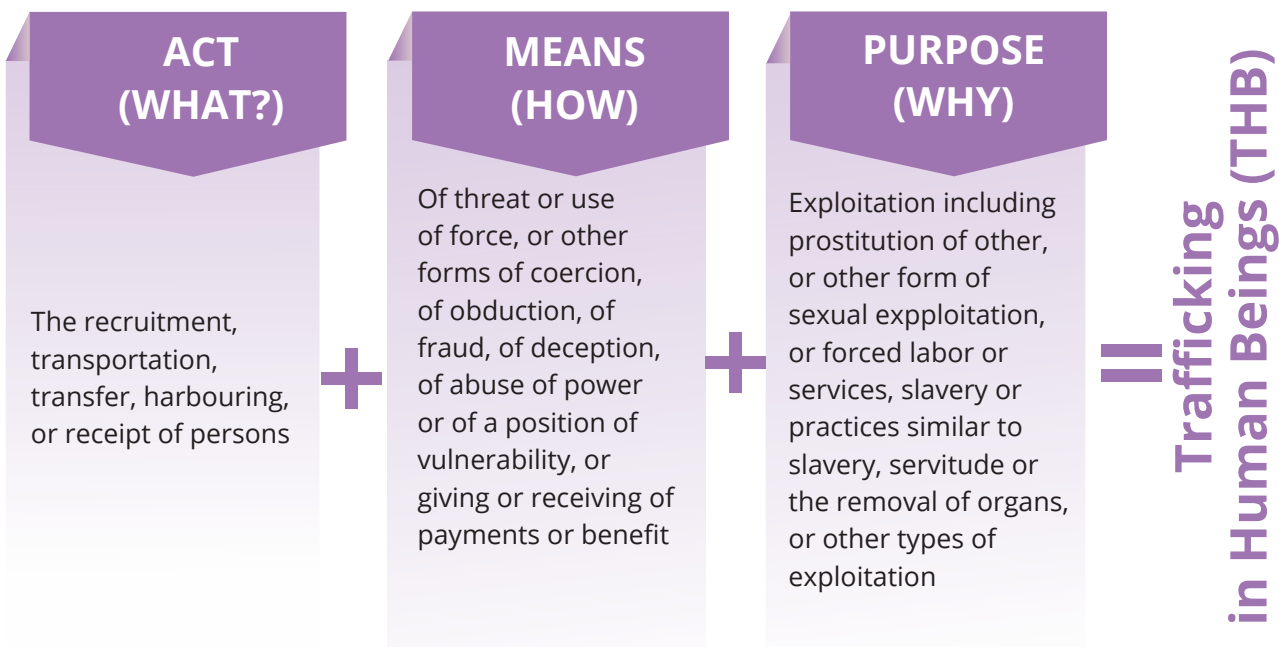 ACT
(WHAT?)
The recruitment,
transportation,
transfer, harbouring,
or receipt of persons
+
MEANS
(HOW)
Of threat or use
of force, or other
forms of coercion,
of obduction, of
fraud, of deception,
of abuse of power
or of a position of
vulnerability, or
giving or receiving of
payments or benefit
+
PURPOSE
(WHY)
Exploitation including
prostitution of other,
or other form of
sexual expploitation,
or forced labor or
services, slavery or
practices similar to
slavery, servitude or
the removal of organs,
or other types of
exploitation
=
Trafficking
in Human Beings (THB)